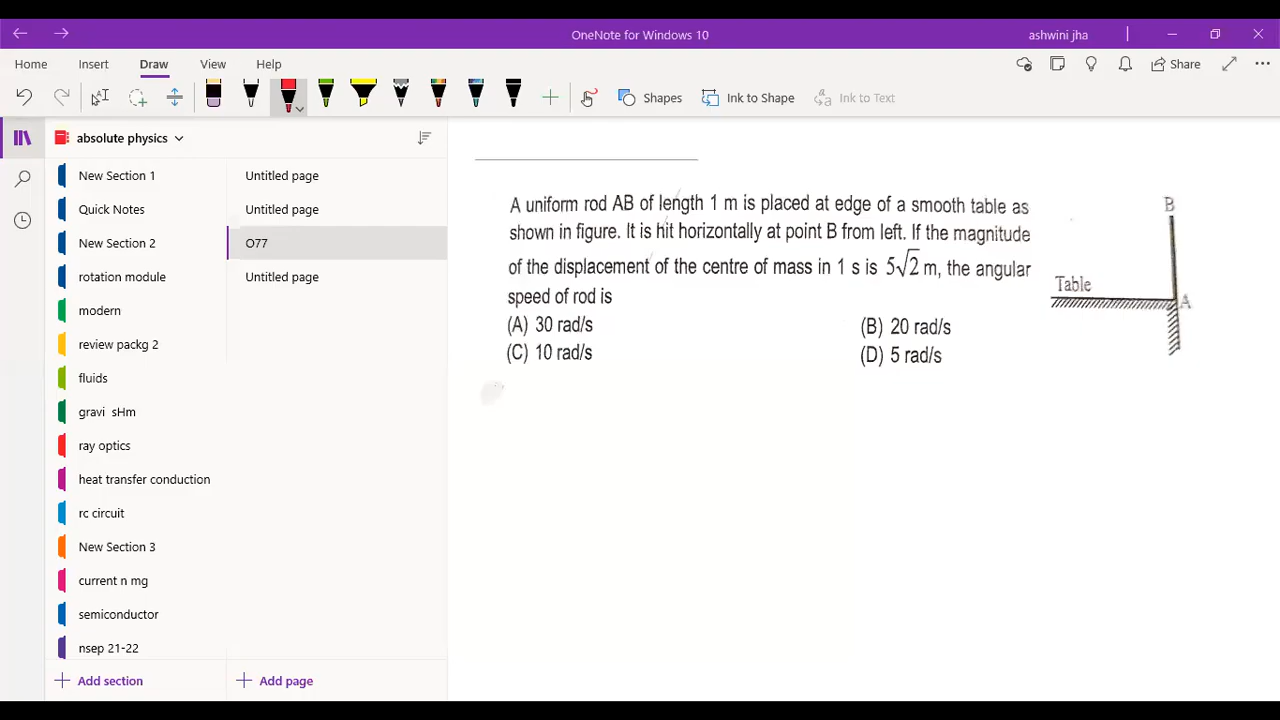 OneNote for Windows 10
ashwini jha
Home
Insert
Draw
View
Help
Share
Shapes
Ink to Shape
Ink to Text
absolute physics
New Section 1
Quick Notes
New Section 2
rotation module
modern
review packg 2
fluids
gravi sHm
ray optics
heat transfer conduction
rc circuit
New Section 3
current n mg
semiconductor
nsep 21-22
Add section
Untitled page
Untitled page
O77
Untitled page
Add page
A uniform rod AB of length 1 m is placed at edge of a smooth table as
shown in figure. It is hit horizontally at point B from left. If the magnitude
of the displacement of the centre of mass in 1 s is 5√2 m, the angular
speed of rod is
(A) 30 rad/s
(B) 20 rad/s
(C) 10 rad/s
(D) 5 rad/s
B
Table
A